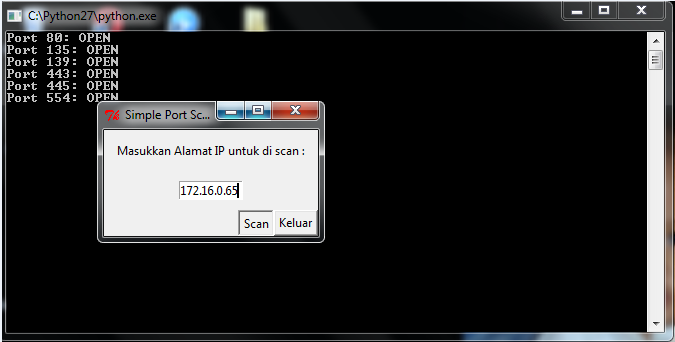 C:\Python27\python.exe
Port 80: OPEN
Port 135: OPEN
Port 139: OPEN
Port 443: OPEN
Port 445: OPEN
Port 554: OPEN
Simple Port Sc...
Masukkan Alamat IP untuk di scan :
172.16.0.65
Scan Keluar